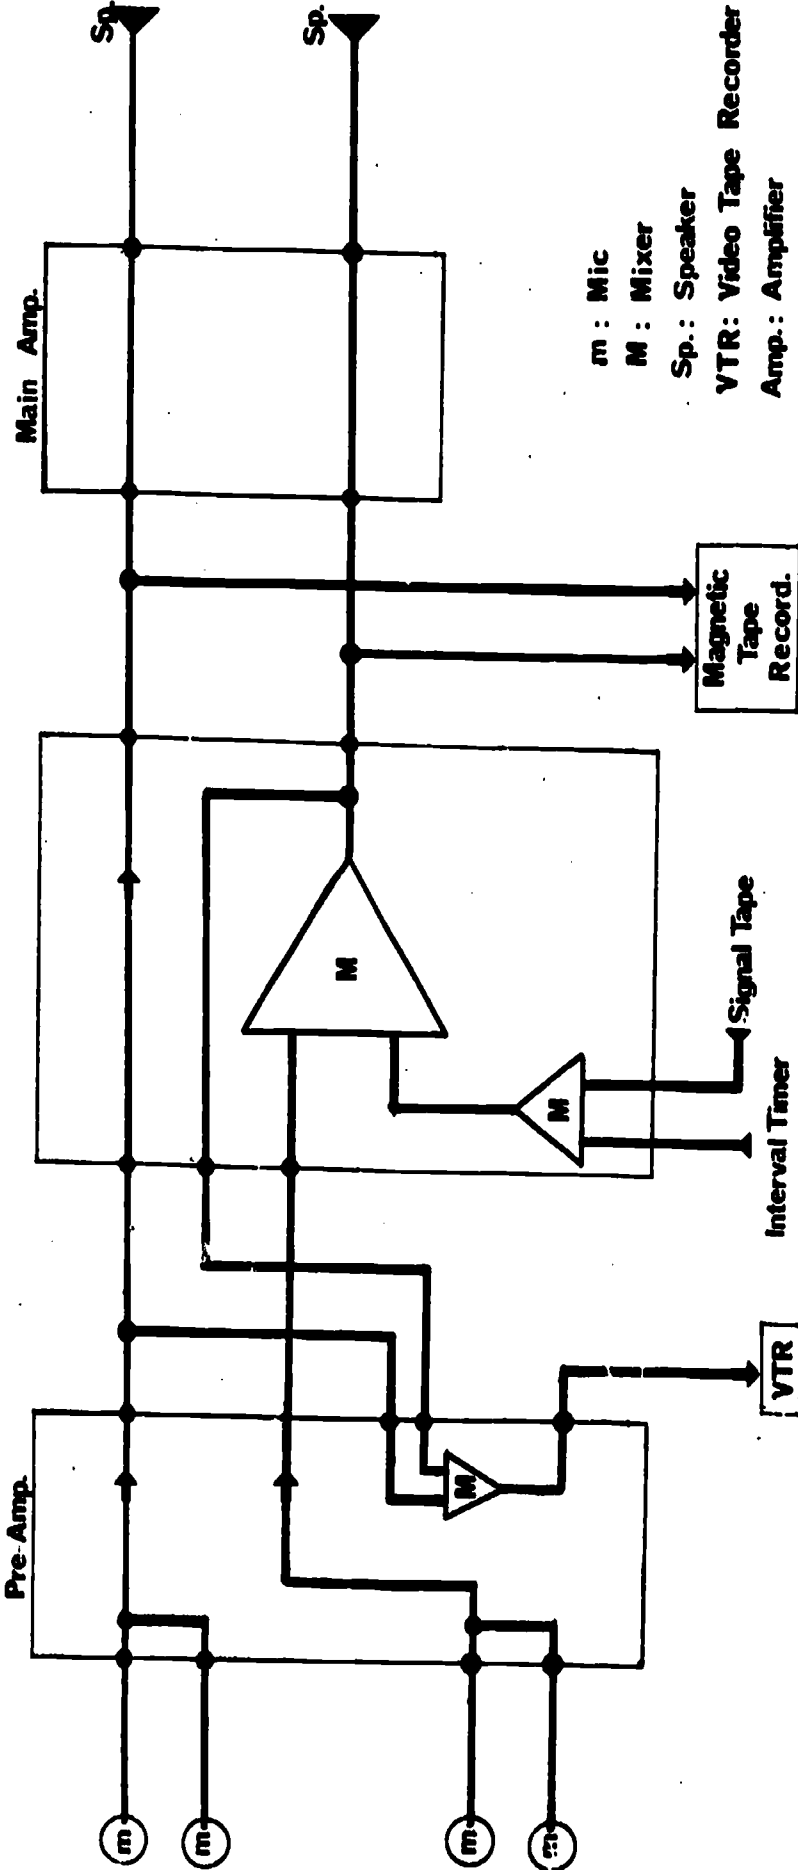 Pre-Amp.
Main Amp.
m
m
m
m
M
M
M
M
Sp.
Sp.
VTR
Interval Timer
Signal Tape
Magnetic
Tape
Record.
m : Mic
M : Mixer
Sp.: Speaker
VTR: Video Tape Recorder
Amp.: Amplifier